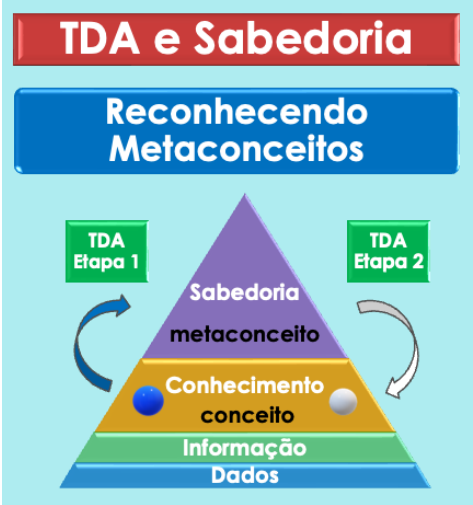 TDA e Sabedoria
Reconhecendo
Metaconceitos
TDA
Etapa 1
TDA
Etapa 2
Sabedoria
metaconceito
Conhecimento
conceito
Informação
Dados